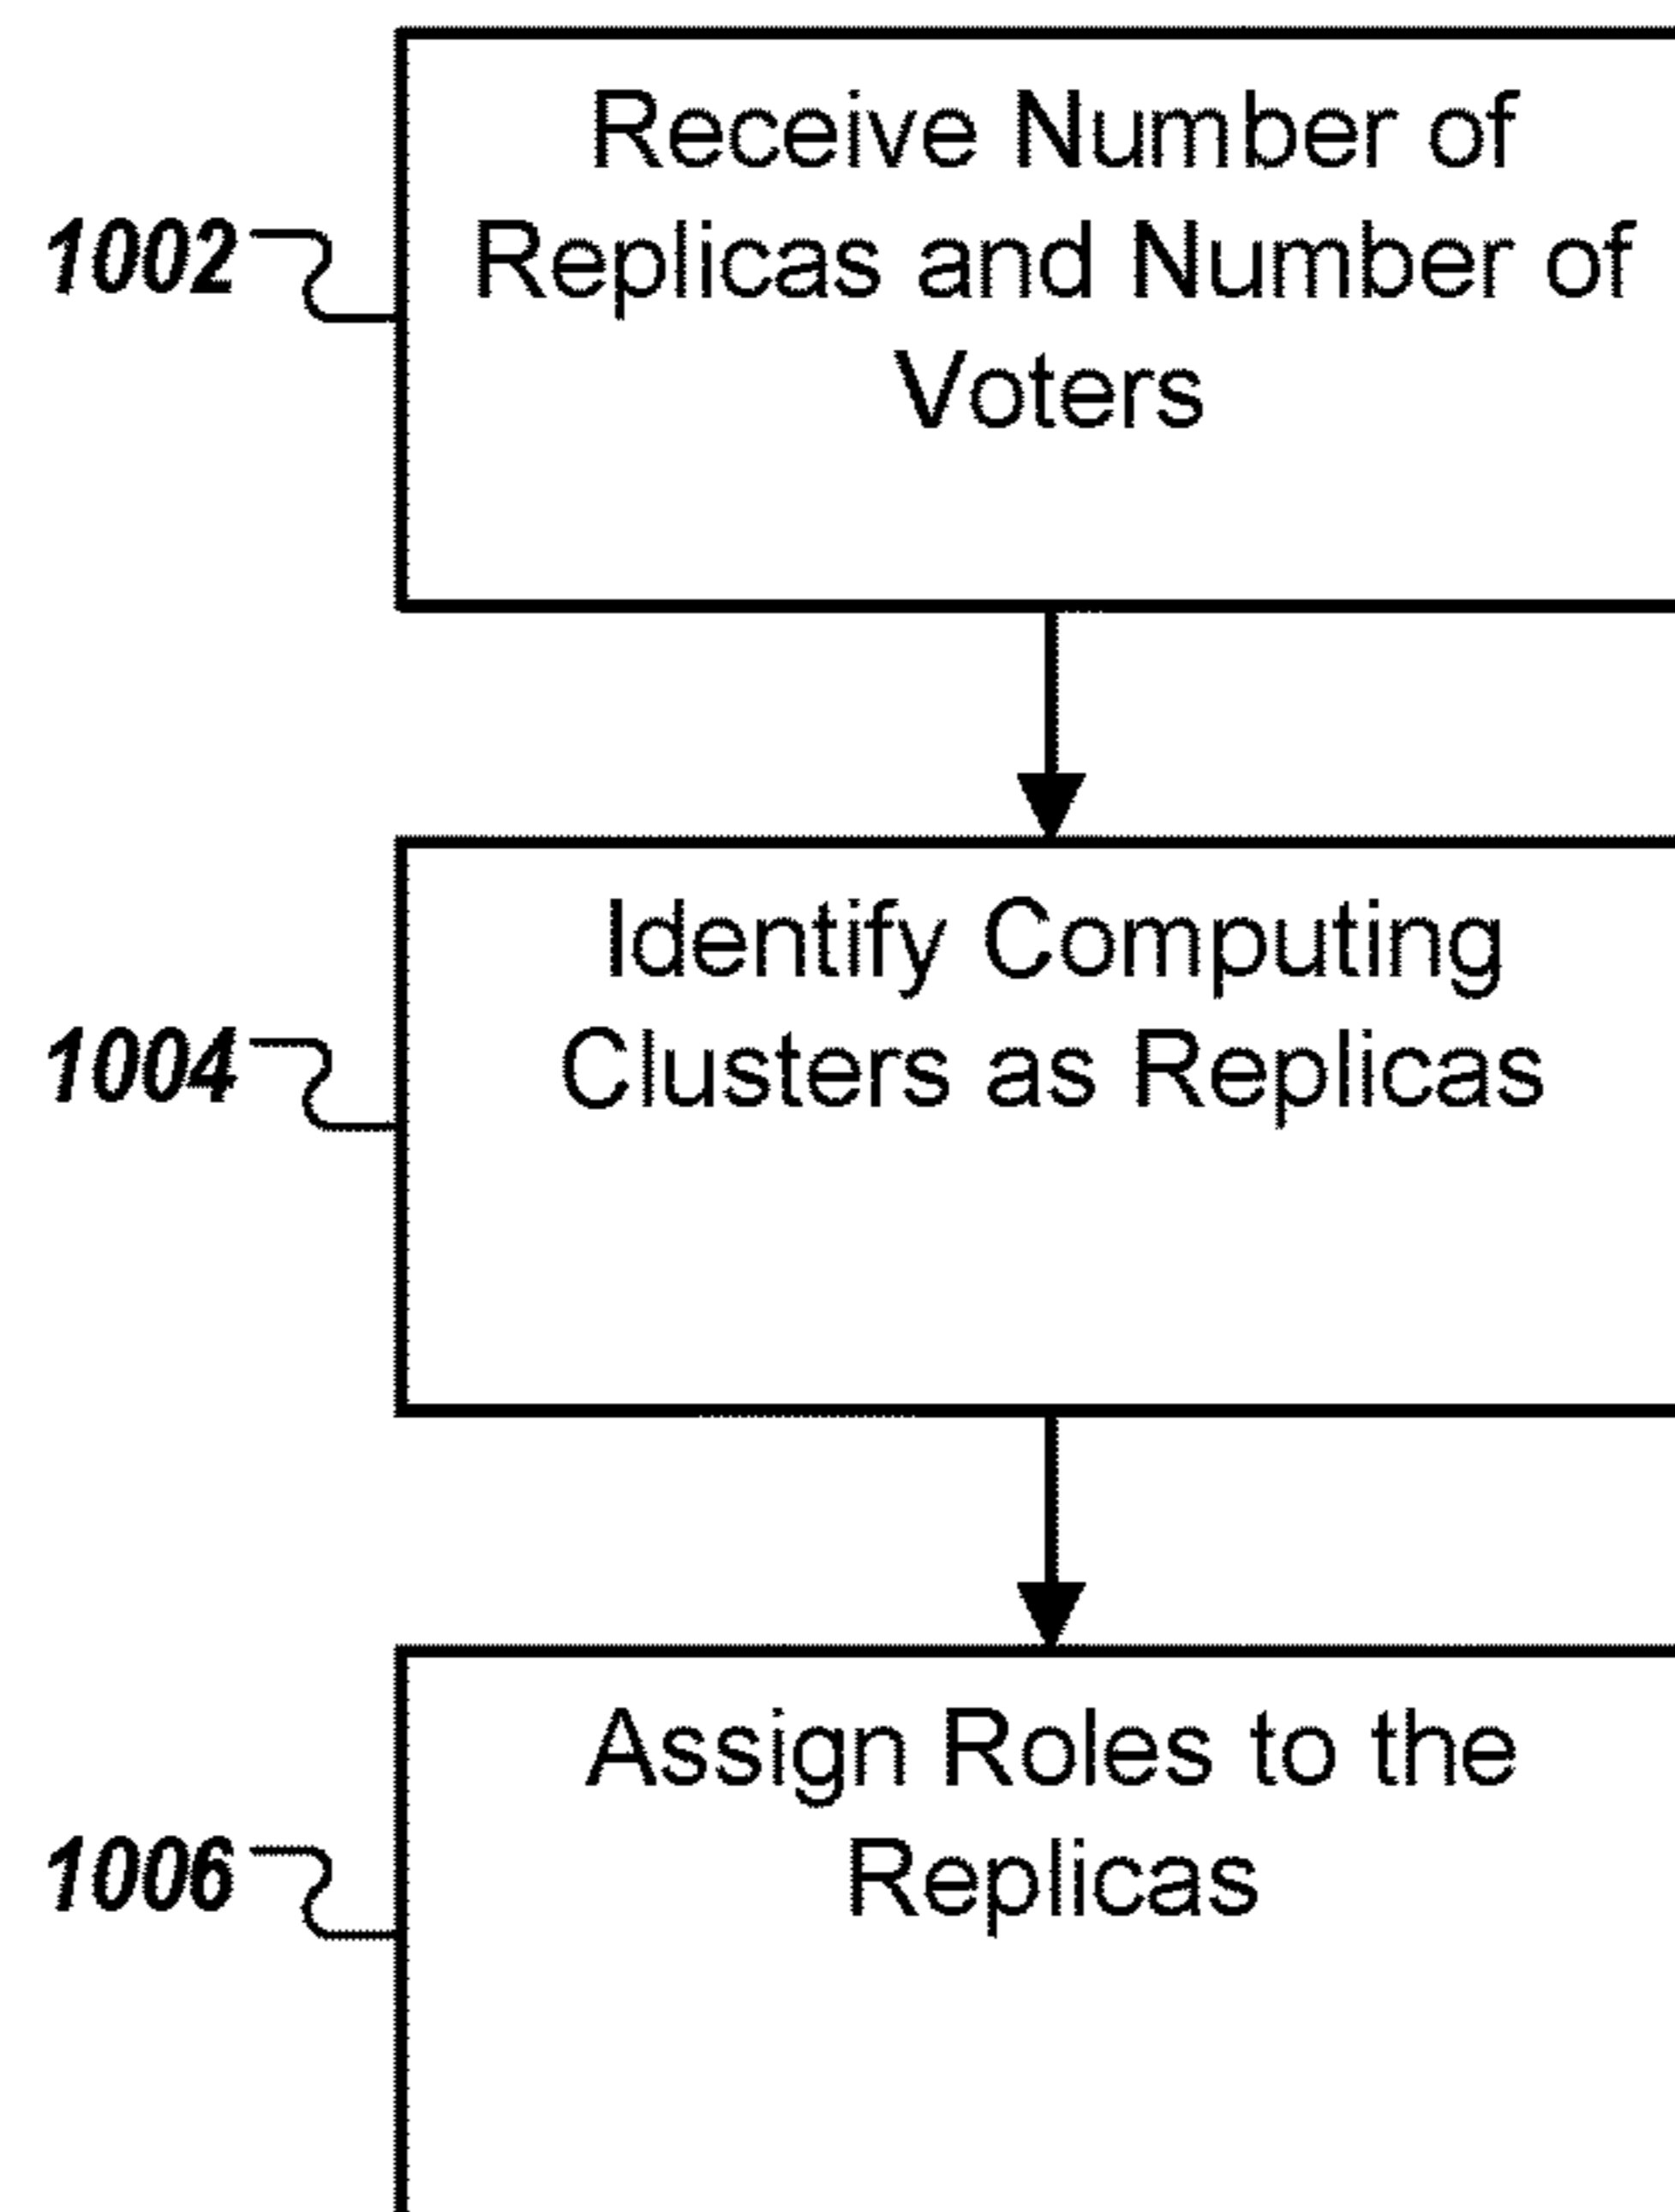 Receive Number of
1002 Replicas and Number of
Voters
Identify Computing
1004 Clusters as Replicas
Assign Roles to the
1006 Replicas